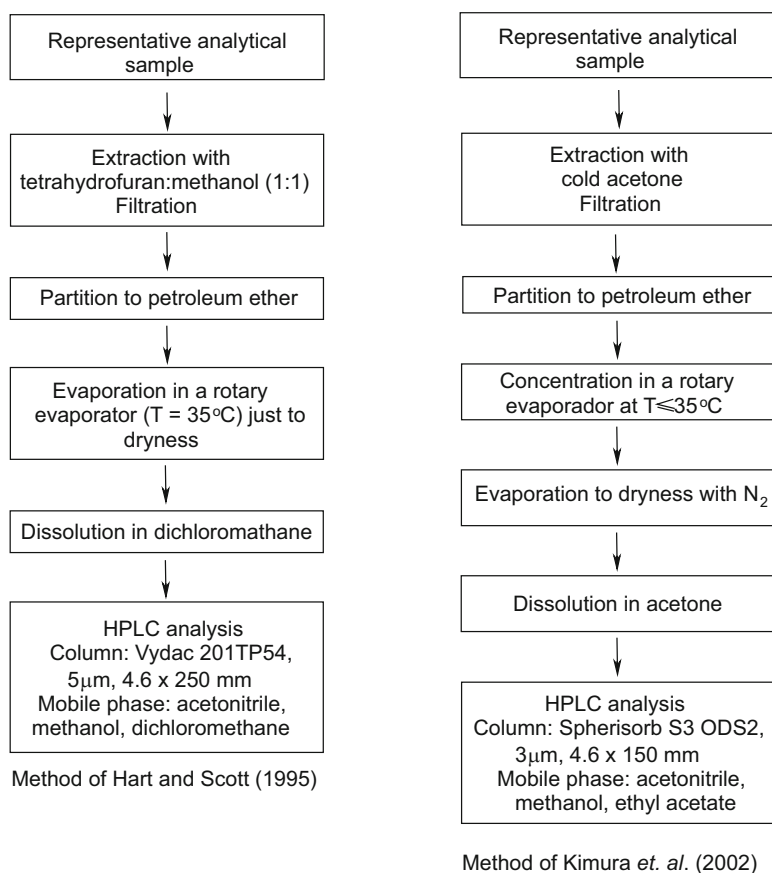 Representative analytical
sample
Extraction with
tetrahydrofuran:methanol (1:1)
Filtration
Partition to petroleum ether
Evaporation in a rotary
evaporator (T = 35°C) just to
dryness
Dissolution in dichloromathane
HPLC analysis
Column: Vydac 201TP54,
5µm, 4.6 x 250 mm
Mobile phase: acetonitrile,
methanol, dichloromethane
Method of Hart and Scott (1995)
Representative analytical
sample
Extraction with
cold acetone
Filtration
Partition to petroleum ether
Concentration in a rotary
evaporador at T⩽35°C
Evaporation to dryness with N₂
Dissolution in acetone
HPLC analysis
Column: Spherisorb S3 ODS2,
3µm, 4.6 x 150 mm
Mobile phase: acetonitrile,
methanol, ethyl acetate
Method of Kimura et. al. (2002)